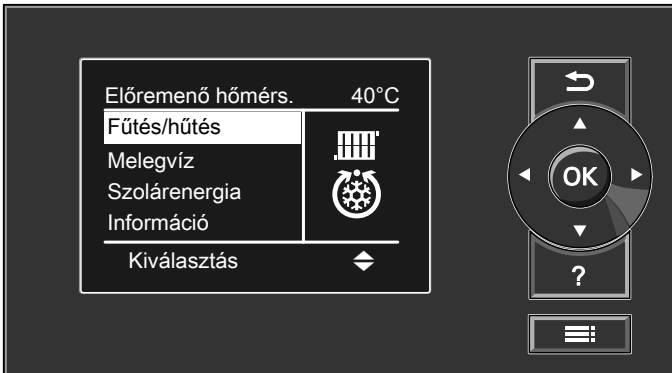 Előremenő hőmérs. 40°C
Fűtés/hűtés
Melegvíz
Szolárenergia
Információ
Kiválasztás
OK
?